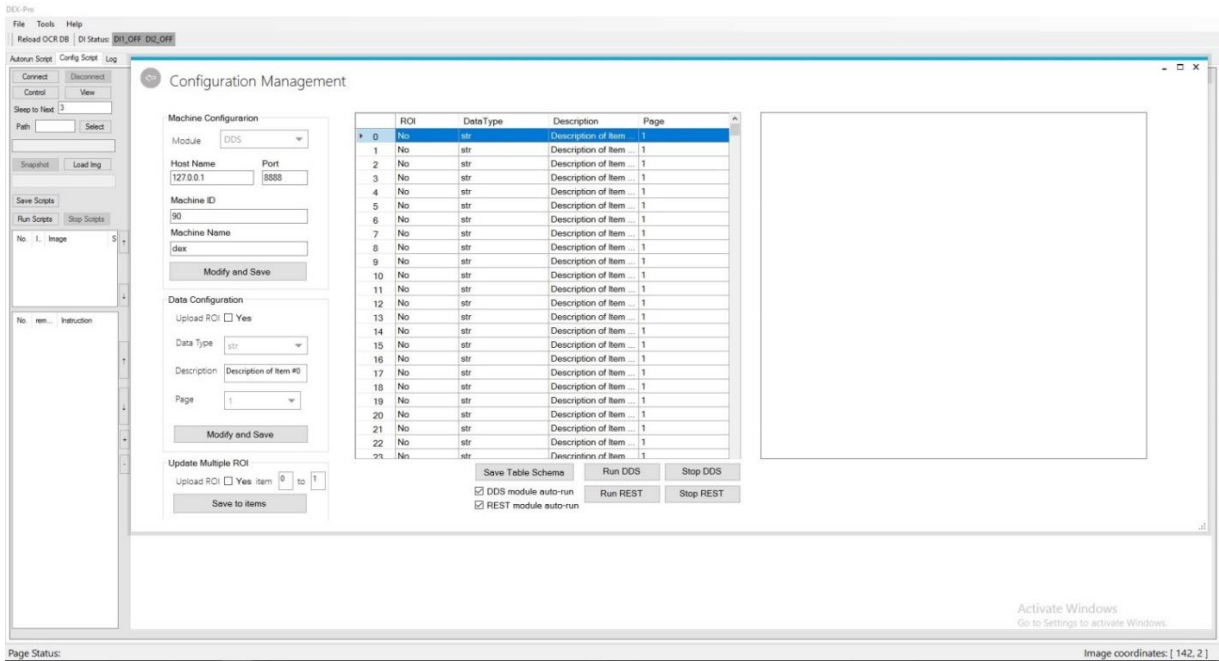 DEX-Pro
File Tools Help
Reload OCR DB DI Status: DI1_OFF DI2_OFF
Autorun Script Config Script Log
Connect Disconnect
Control View
Sleep to Next 3
Path Select
Snapshot Load Img
Save Scripts
Run Scripts Stop Scripts
No. I.. Image S
No. rem... Instruction
Configuration Management
Machine Configurarion
Module DDS
Host Name Port
127.0.0.1 8888
Machine ID
90
Machine Name
dex
Modify and Save
Data Configuration
Upload ROI Yes
Data Type str
Description Description of Item #0
Page 1
Modify and Save
Update Multiple ROI
Upload ROI Yes item 0 to 1
Save to items
ROI DataType Description Page
0 No str Description of Item ... 1
1 No str Description of Item ... 1
2 No str Description of Item ... 1
3 No str Description of Item ... 1
4 No str Description of Item ... 1
5 No str Description of Item ... 1
6 No str Description of Item ... 1
7 No str Description of Item ... 1
8 No str Description of Item ... 1
9 No str Description of Item ... 1
10 No str Description of Item ... 1
11 No str Description of Item ... 1
12 No str Description of Item ... 1
13 No str Description of Item ... 1
14 No str Description of Item ... 1
15 No str Description of Item ... 1
16 No str Description of Item ... 1
17 No str Description of Item ... 1
18 No str Description of Item ... 1
19 No str Description of Item ... 1
20 No str Description of Item ... 1
21 No str Description of Item ... 1
22 No str Description of Item ... 1
23 No str Description of Item ... 1
Save Table Schema Run DDS Stop DDS
DDS module auto-run Run REST Stop REST
REST module auto-run
Activate Windows
Go to Settings to activate Windows.
Page Status: Image coordinates: [ 142, 2 ]